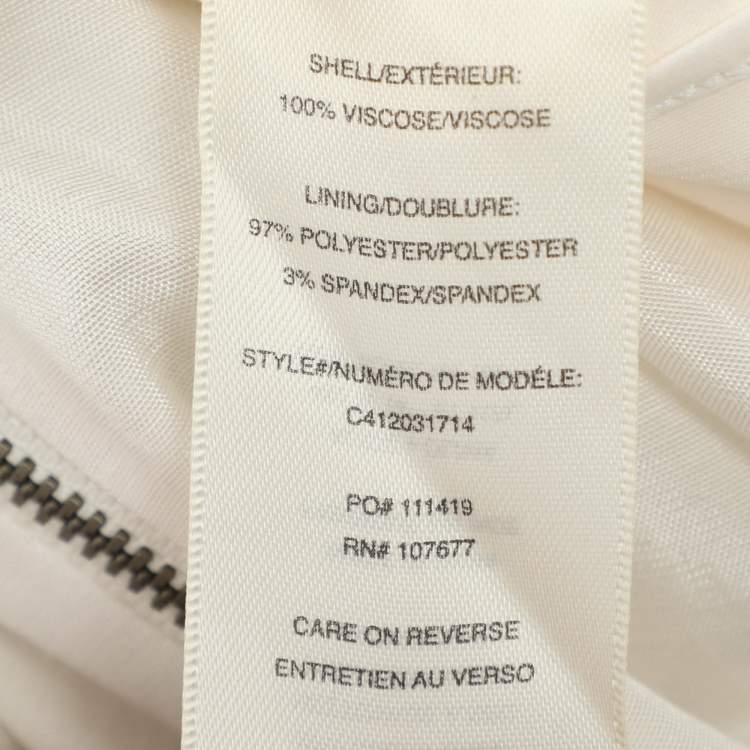 SHELL/EXTÉRIEUR:
100% VISCOSE/VISCOSE
LINING/DOUBLURE:
97% POLYESTER/POLYESTER
3% SPANDEX/SPANDEX
STYLE#/NUMÉRO DE MODÉLE:
C412031714
PO# 111419
RN# 107677
CARE ON REVERSE
ENTRETIEN AU VERSO